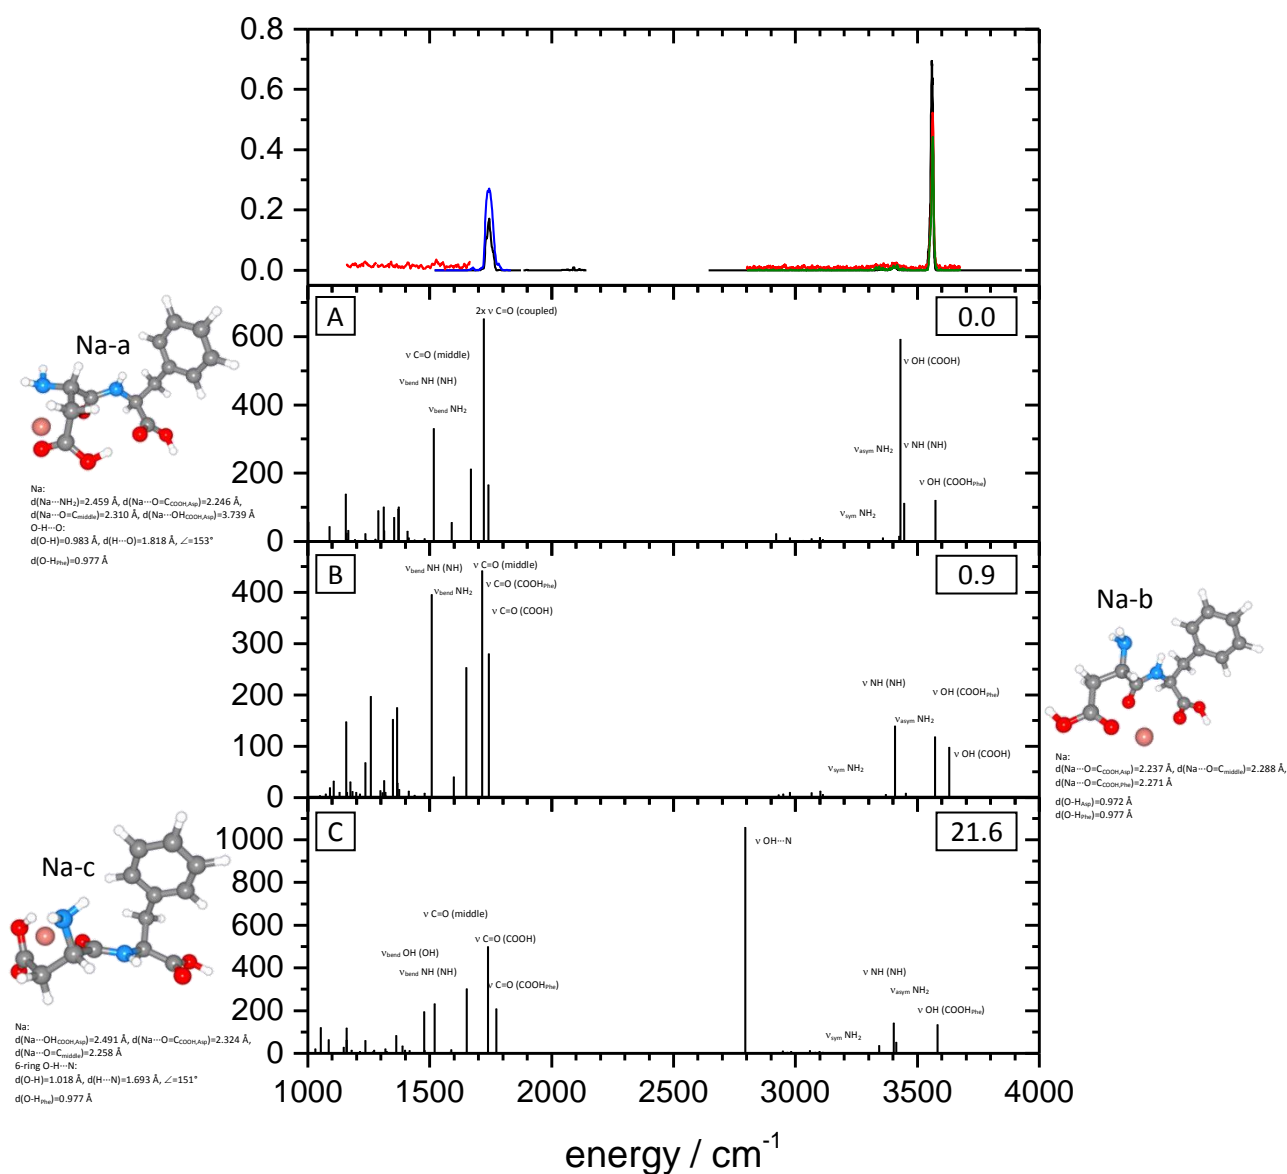 0.8
0.6
0.4
0.2
0.0
A
0.0
2x ν C=O (coupled)
600
ν C=O (middle)
ν OH (COOH)
Na-a
νbend NH (NH)
400
νbend NH2
νasym NH2
ν NH (NH)
200
ν OH (COOHPhe)
νsym NH2
0
Na:
d(Na···NH2)=2.459 Å, d(Na···O=CCOOH,Asp)=2.246 Å,
d(Na···O=Cmiddle)=2.310 Å, d(Na···OHCOOH,Asp)=3.739 Å
O-H···O:
d(O-H)=0.983 Å, d(H···O)=1.818 Å, ∠=153°
d(O-HPhe)=0.977 Å
B
0.9
νbend NH (NH)
ν C=O (middle)
400
νbend NH2
ν C=O (COOHPhe)
ν C=O (COOH)
Na-b
300
200
ν NH (NH)
ν OH (COOHPhe)
νasym NH2
100
νsym NH2
ν OH (COOH)
0
Na:
d(Na···O=CCOOH,Asp)=2.237 Å, d(Na···O=Cmiddle)=2.288 Å,
d(Na···O=CCOOH,Phe)=2.271 Å
d(O-HAsp)=0.972 Å
d(O-HPhe)=0.977 Å
C
21.6
1000
ν OH···N
Na-c
800
600
ν C=O (middle)
νbend OH (OH)
ν C=O (COOH)
400
νbend NH (NH)
ν C=O (COOHPhe)
ν NH (NH)
νasym NH2
200
ν OH (COOHPhe)
νsym NH2
0
Na:
d(Na···OHCOOH,Asp)=2.491 Å, d(Na···O=CCOOH,Asp)=2.324 Å,
d(Na···O=Cmiddle)=2.258 Å
6-ring O-H···N:
d(O-H)=1.018 Å, d(H···N)=1.693 Å, ∠=151°
d(O-HPhe)=0.977 Å
1000 1500 2000 2500 3000 3500 4000
energy / cm-1